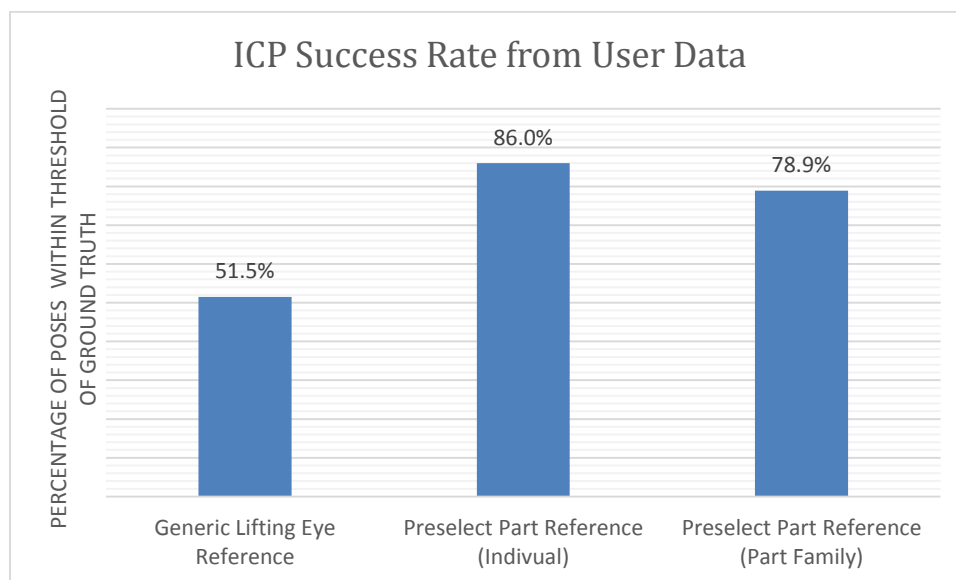 ICP Success Rate from User Data
PERCENTAGE OF POSES WITHIN THRESHOLD
OF GROUND TRUTH
51.5%
86.0%
78.9%
Generic Lifting Eye
Reference
Preselect Part Reference
(Indivual)
Preselect Part Reference
(Part Family)